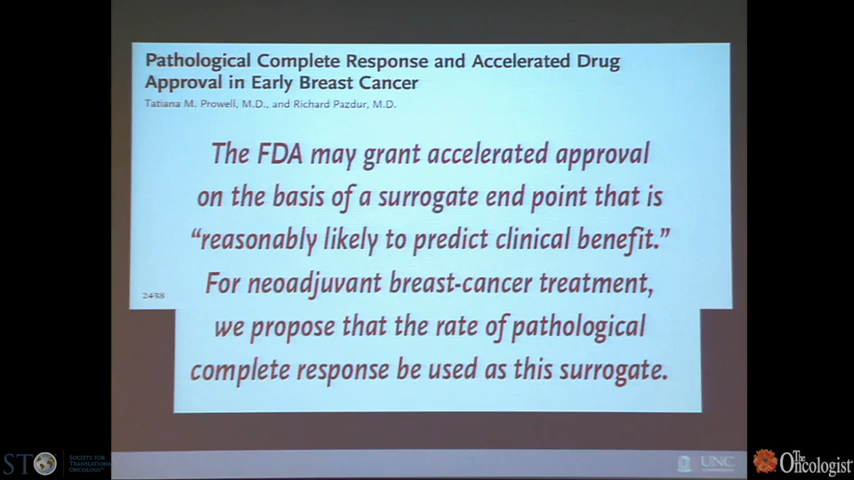 Pathological Complete Response and Accelerated Drug
Approval in Early Breast Cancer
Tatiana M. Prowell, M.D., and Richard Pazdur, M.D.
The FDA may grant accelerated approval
on the basis of a surrogate end point that is
“reasonably likely to predict clinical benefit.”
For neoadjuvant breast-cancer treatment,
2438
we propose that the rate of pathological
complete response be used as this surrogate.
STO
SOCIETY FOR
TRANSLATIONAL
ONCOLOGY
UNC
The
Oncologist